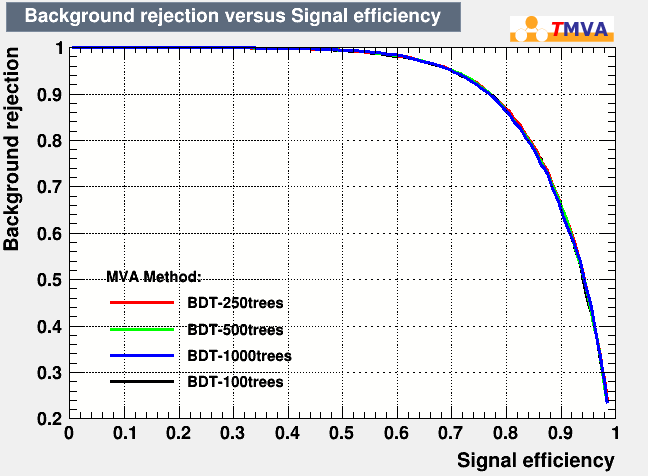 Background rejection versus Signal efficiency
TMVA
Background rejection
1
0.9
0.8
0.7
0.6
0.5
0.4
0.3
0.2
MVA Method:
BDT-250trees
BDT-500trees
BDT-1000trees
BDT-100trees
0 0.1 0.2 0.3 0.4 0.5 0.6 0.7 0.8 0.9 1
Signal efficiency